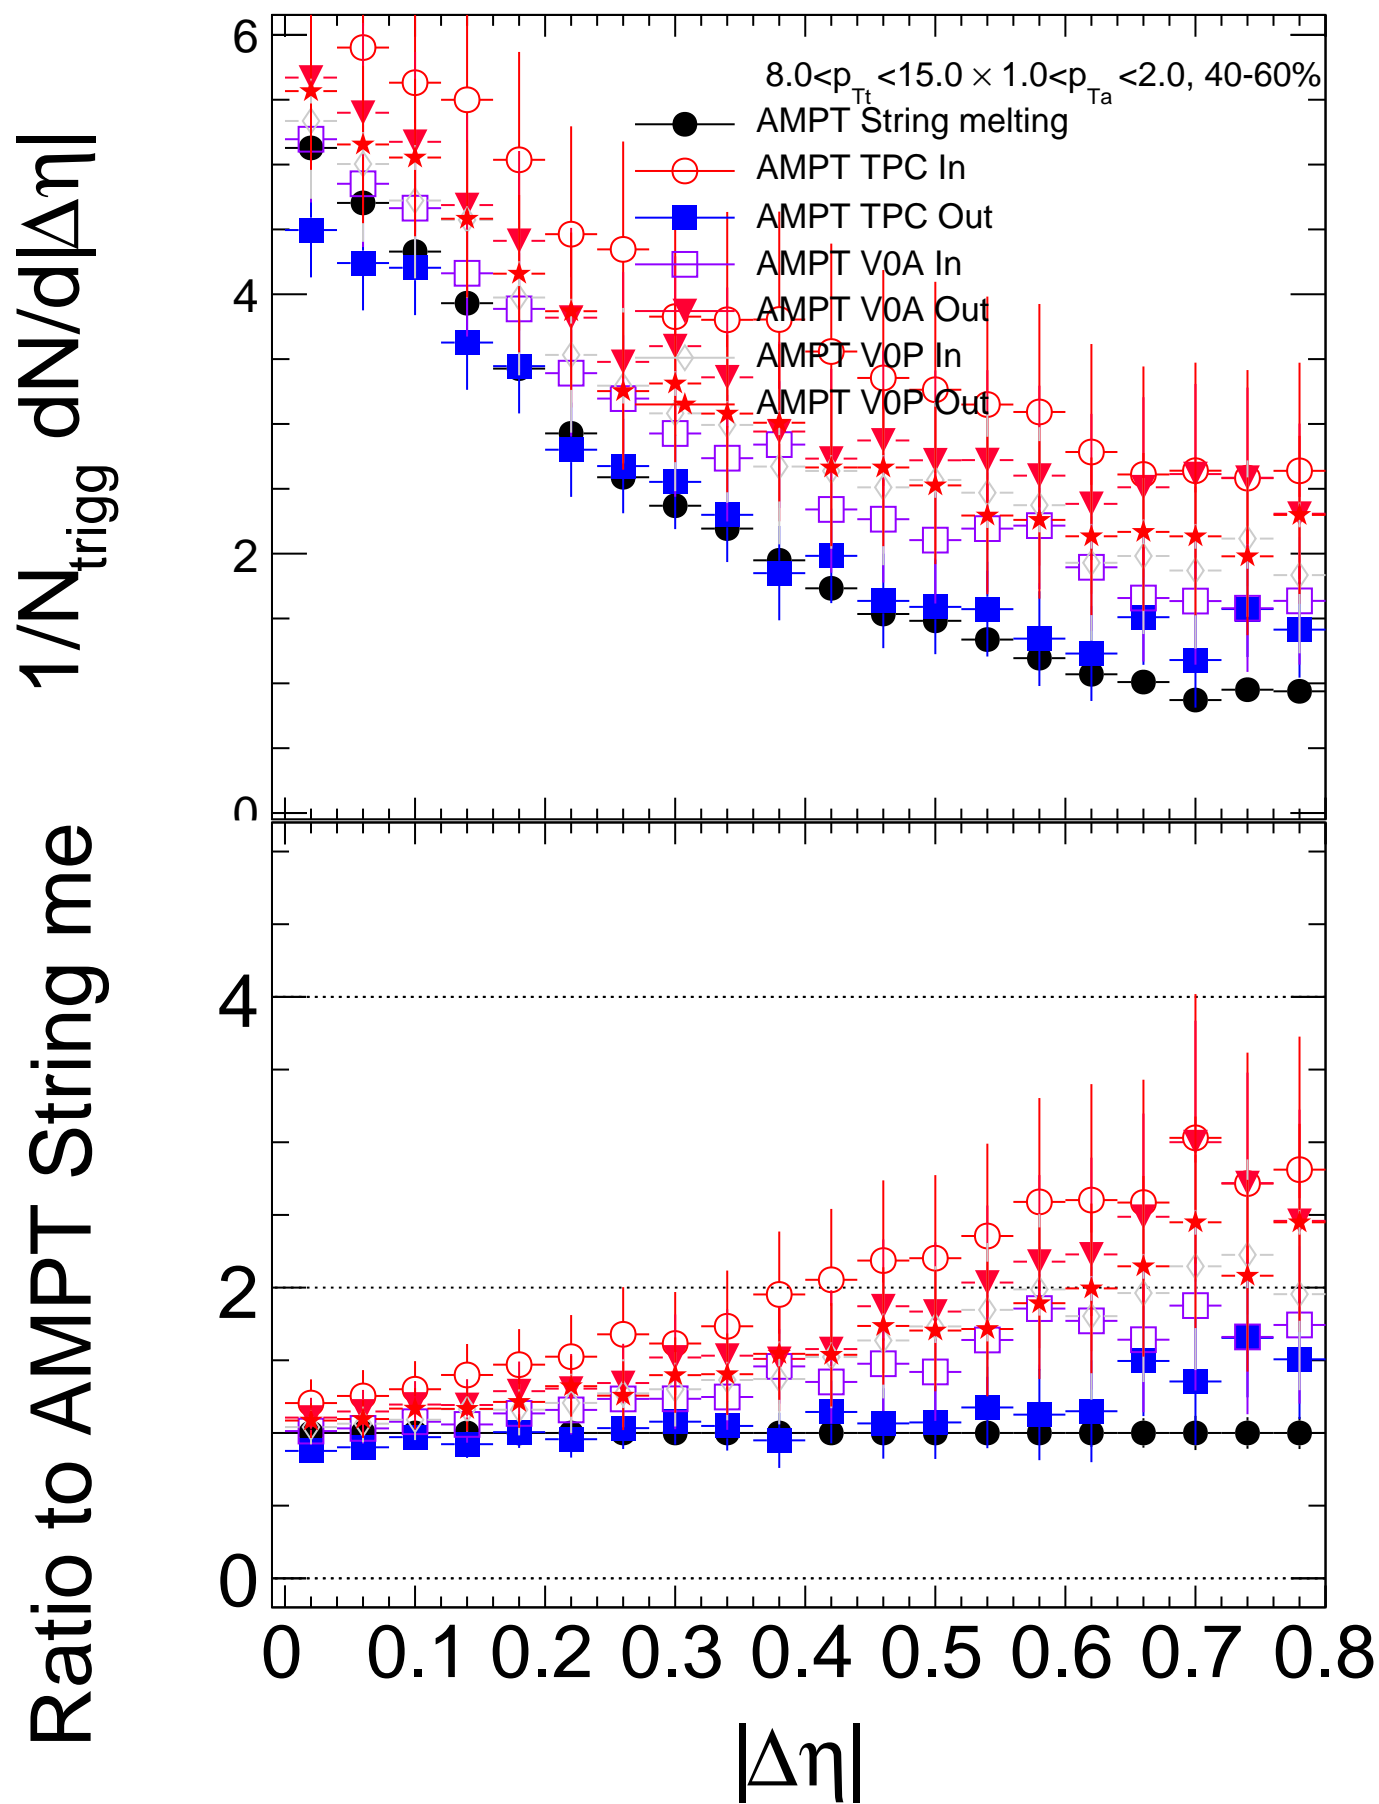 6
4
2
0
1/N_trigg dN/d|Δη|
8.0<p_Tt <15.0 × 1.0<p_Ta <2.0, 40-60%
AMPT String melting
AMPT TPC In
AMPT TPC Out
AMPT V0A In
AMPT V0A Out
AMPT V0P In
AMPT V0P Out
Ratio to AMPT String me
4
2
0
0 0.1 0.2 0.3 0.4 0.5 0.6 0.7 0.8
|Δη|